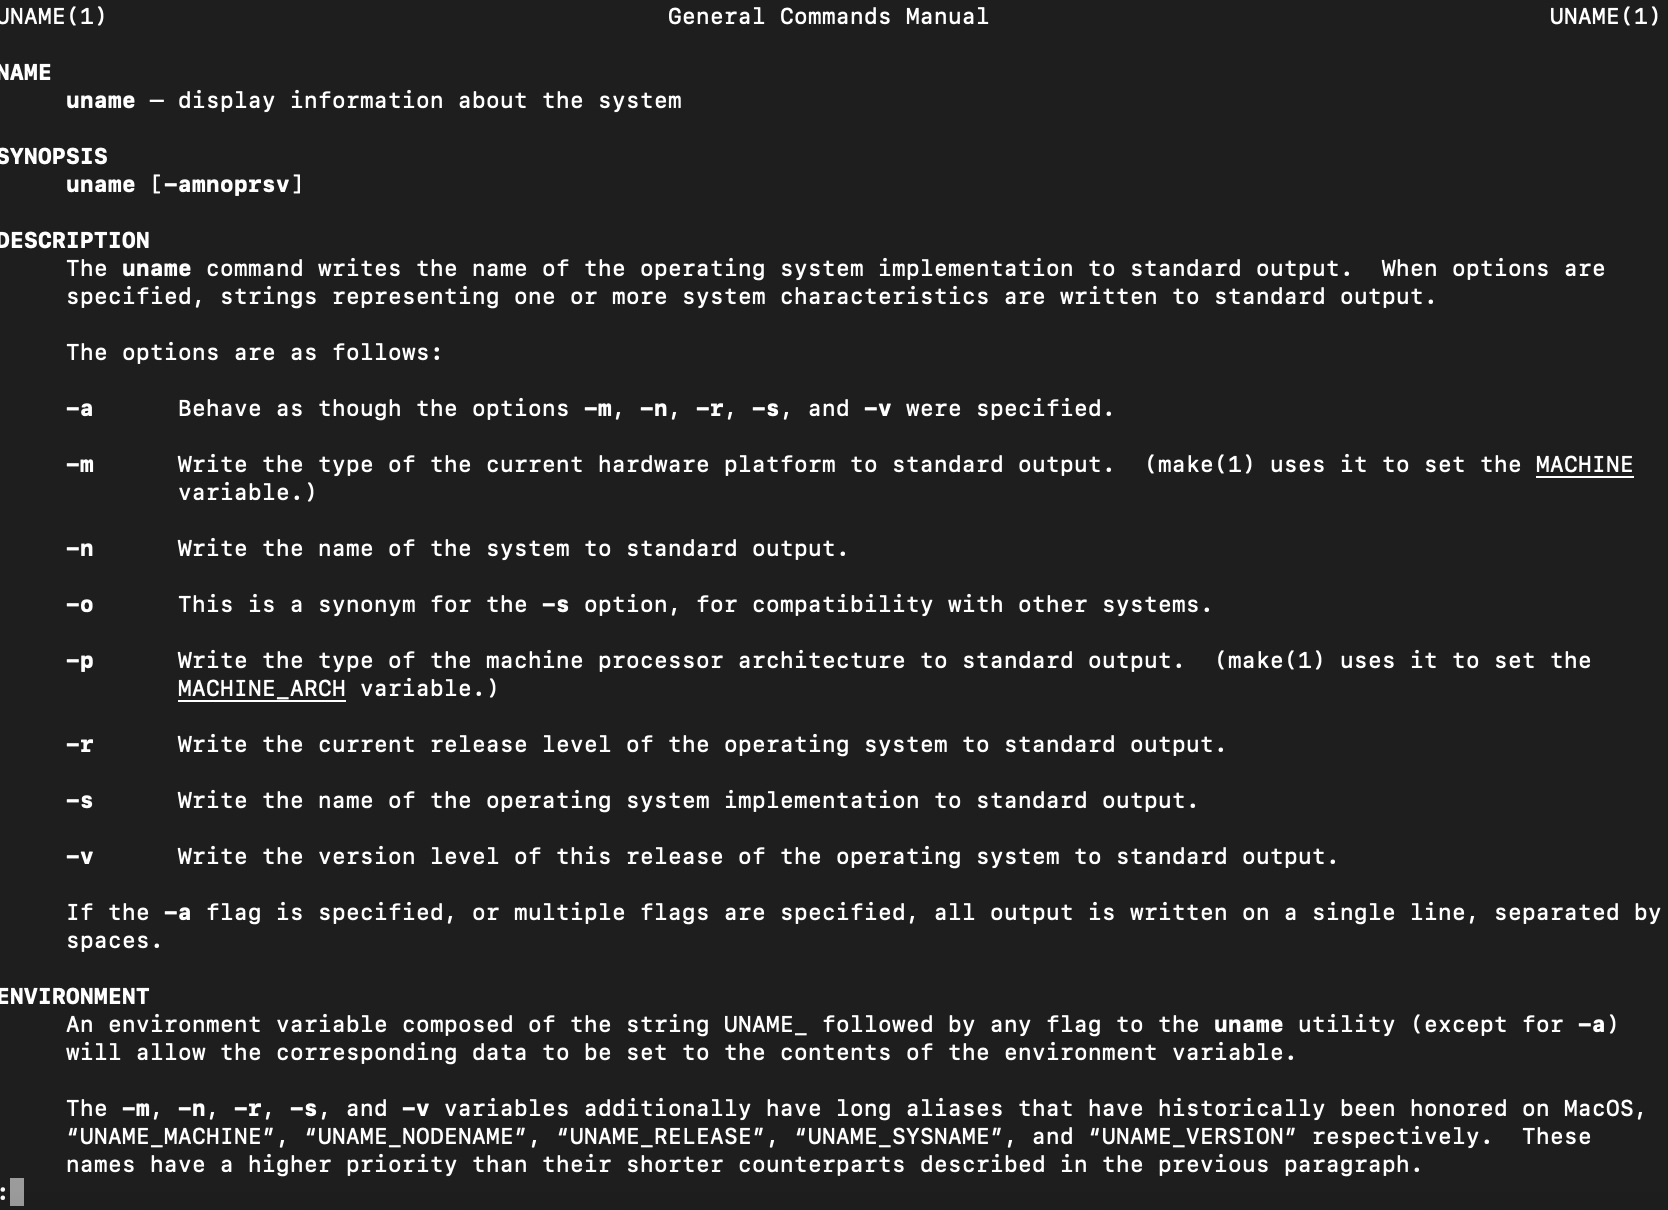 UNAME(1) General Commands Manual UNAME(1)
NAME
uname – display information about the system
SYNOPSIS
uname [-amnoprsv]
DESCRIPTION
The uname command writes the name of the operating system implementation to standard output.  When options are
specified, strings representing one or more system characteristics are written to standard output.
The options are as follows:
-a Behave as though the options -m, -n, -r, -s, and -v were specified.
-m Write the type of the current hardware platform to standard output.  (make(1) uses it to set the MACHINE
variable.)
-n Write the name of the system to standard output.
-o This is a synonym for the -s option, for compatibility with other systems.
-p Write the type of the machine processor architecture to standard output.  (make(1) uses it to set the
MACHINE_ARCH variable.)
-r Write the current release level of the operating system to standard output.
-s Write the name of the operating system implementation to standard output.
-v Write the version level of this release of the operating system to standard output.
If the -a flag is specified, or multiple flags are specified, all output is written on a single line, separated by
spaces.
ENVIRONMENT
An environment variable composed of the string UNAME_ followed by any flag to the uname utility (except for -a)
will allow the corresponding data to be set to the contents of the environment variable.
The -m, -n, -r, -s, and -v variables additionally have long aliases that have historically been honored on MacOS,
“UNAME_MACHINE”, “UNAME_NODENAME”, “UNAME_RELEASE”, “UNAME_SYSNAME”, and “UNAME_VERSION” respectively.  These
names have a higher priority than their shorter counterparts described in the previous paragraph.
: